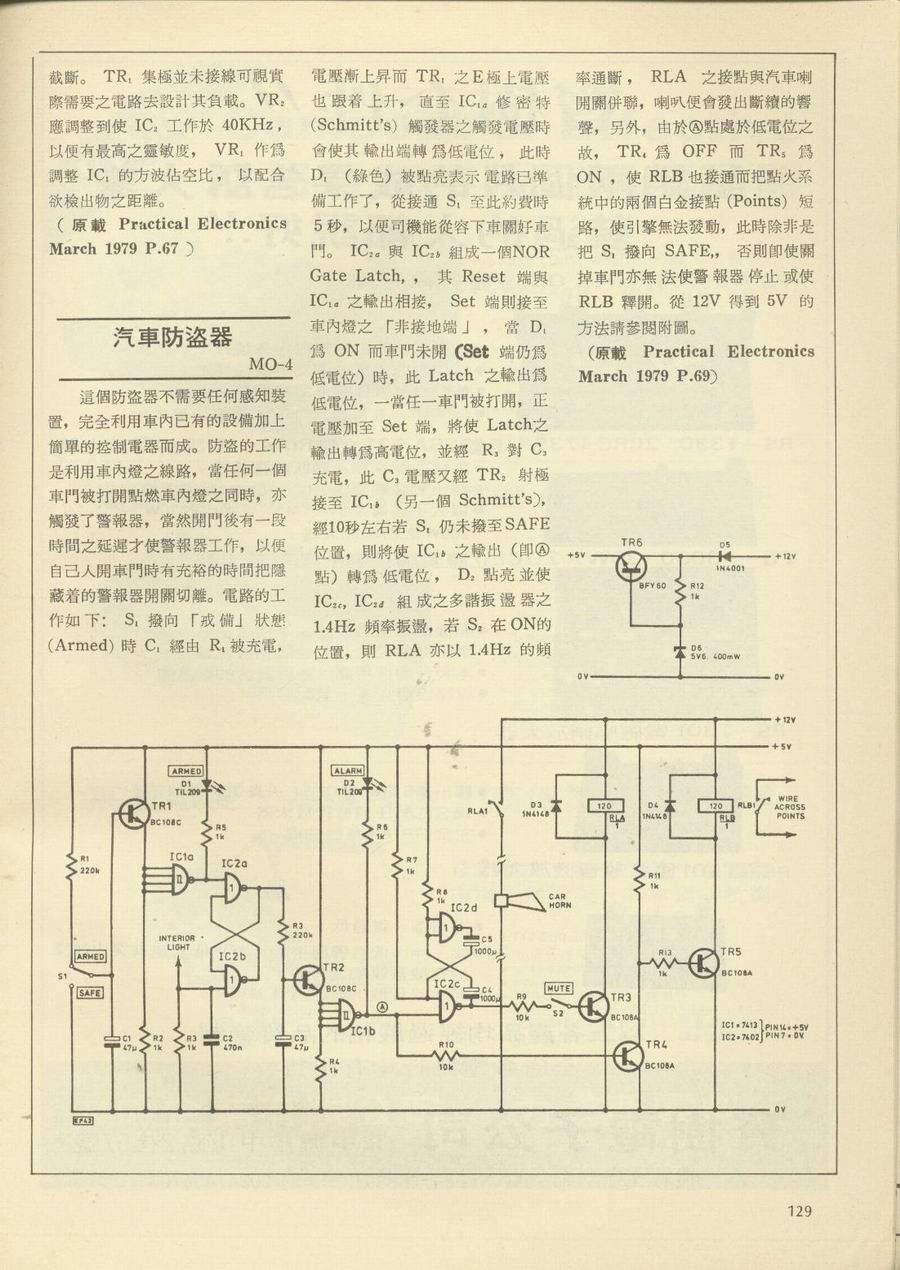 截斷。 TR₁ 集極並未接線可視實
際需要之電路去設計其負載。VR₂
應調整到使 IC₂ 工作於 40KHz,
以便有最高之靈敏度， VR₁ 作爲
調整 IC₁ 的方波佔空比， 以配合
欲檢出物之距離。
( 原載 Practical Electronics
March 1979 P.67 )
汽車防盜器
MO-4
這個防盜器不需要任何感知裝
置，完全利用車內已有的設備加上
簡單的控制電器而成。防盜的工作
是利用車內燈之線路，當任何一個
車門被打開點燃車內燈之同時，亦
觸發了警報器，當然開門後有一段
時間之延遲才使警報器工作，以便
自己人開車門時有充裕的時間把隱
藏着的警報器開關切離。電路的工
作如下： S₁ 撥向「戒備」狀態
(Armed) 時 C₁ 經由 R₁ 被充電，
電壓漸上昇而 TR₁ 之E極上電壓
也跟着上升， 直至 IC₁ₐ 修密特
(Schmitt's) 觸發器之觸發電壓時
會使其輸出端轉爲低電位， 此時
D₁ (綠色) 被點亮表示電路已準
備工作了，從接通 S₁ 至此約費時
5秒，以便司機能從容下車關好車
門。 IC₂ₐ 與 IC₂b 組成一個NOR
Gate Latch,， 其 Reset 端與
IC₁ₐ 之輸出相接， Set 端則接至
車內燈之「非接地端」， 當 D₁
爲 ON 而車門未開 (Set 端仍爲
低電位) 時，此 Latch 之輸出爲
低電位，一當任一車門被打開，正
電壓加至 Set 端，將使 Latch之
輸出轉爲高電位，並經 R₃ 對 C₃
充電，此 C₃ 電壓又經 TR₂ 射極
接至 IC₁b (另一個 Schmitt's),
經10秒左右若 S₁ 仍未撥至SAFE
位置，則將使 IC₁b 之輸出 (即Ⓐ
點) 轉爲低電位， D₂ 點亮並使
IC₂c, IC₂d 組成之多諧振盪器之
1.4Hz 頻率振盪，若 S₂ 在ON的
位置，則 RLA 亦以 1.4Hz 的頻
率通斷， RLA 之接點與汽車喇
開關併聯，喇叭便會發出斷續的響
聲，另外，由於Ⓐ點處於低電位之
故， TR₄ 爲 OFF 而 TR₅ 爲
ON ，使 RLB 也接通而把點火系
統中的兩個白金接點 (Points) 短
路，使引擎無法發動，此時除非是
把 S₁ 撥向 SAFE,， 否則即使關
掉車門亦無法使警報器停止或使
RLB 釋開。從 12V 得到 5V 的
方法請參閱附圖。
(原載 Practical Electronics
March 1979 P.69)
TR6
D5
+5V
+12V
1N4001
BFY60
R12
1k
D6
5V6. 400mW
0V
0V
+12V
+5V
ARMED
D1
TIL209
ALARM
D2
TIL209
TR1
BC108C
RLA1
D3
1N4148
120
RLA
1
D4
1N4148
120
RLB
1
RLB1
WIRE
ACROSS
POINTS
R5
1k
R6
1k
R1
220k
IC1a
IC2a
R7
1k
R8
1k
R11
1k
CAR
HORN
IC2d
INTERIOR
LIGHT
R3
220k
C5
1000µ
ARMED
S1
SAFE
IC2b
TR2
BC108C
IC2c
C4
1000µ
R13
1k
TR5
BC108A
R9
10k
MUTE
S2
TR3
BC108A
A
IC1b
C1
47µ
R2
1k
R3
1k
C2
470n
C3
47µ
R4
1k
R10
10k
TR4
BC108A
IC1=7413
IC2=7402
PIN14=+5V
PIN7=0V
0V
EP43
129